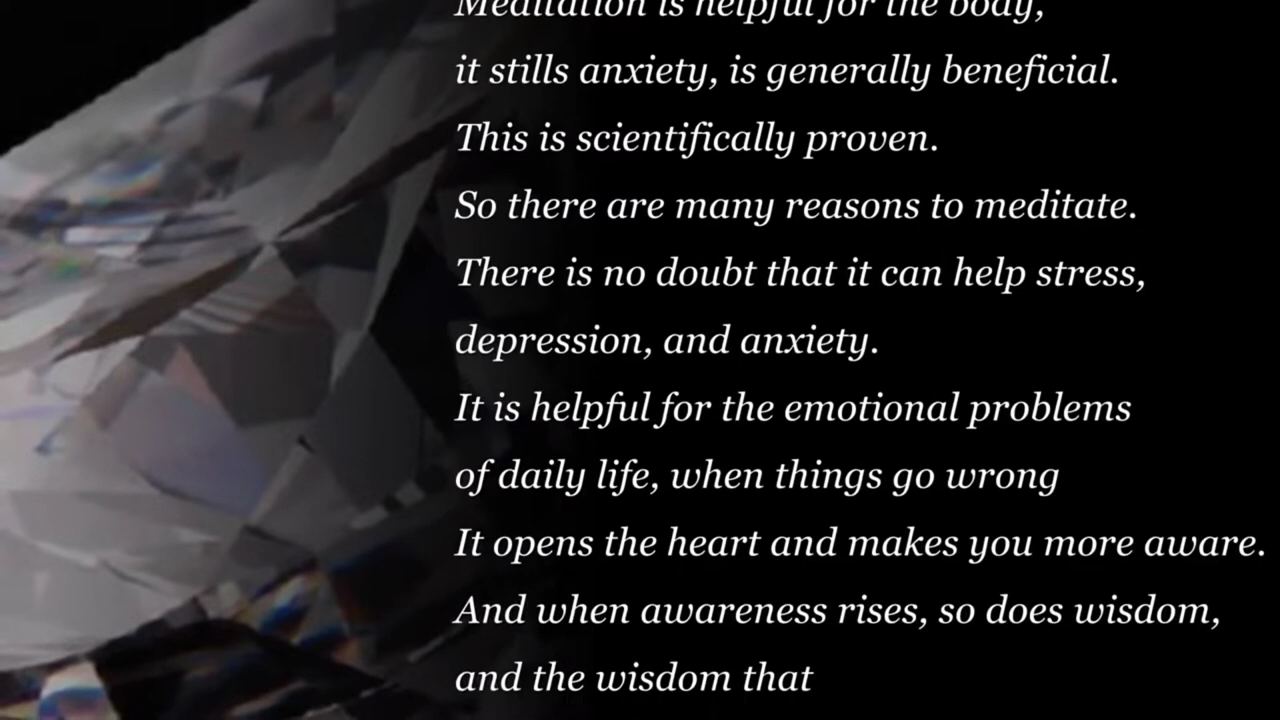 Meditation is helpful for the body,
it stills anxiety, is generally beneficial.
This is scientifically proven.
So there are many reasons to meditate.
There is no doubt that it can help stress,
depression, and anxiety.
It is helpful for the emotional problems
of daily life, when things go wrong
It opens the heart and makes you more aware.
And when awareness rises, so does wisdom,
and the wisdom that